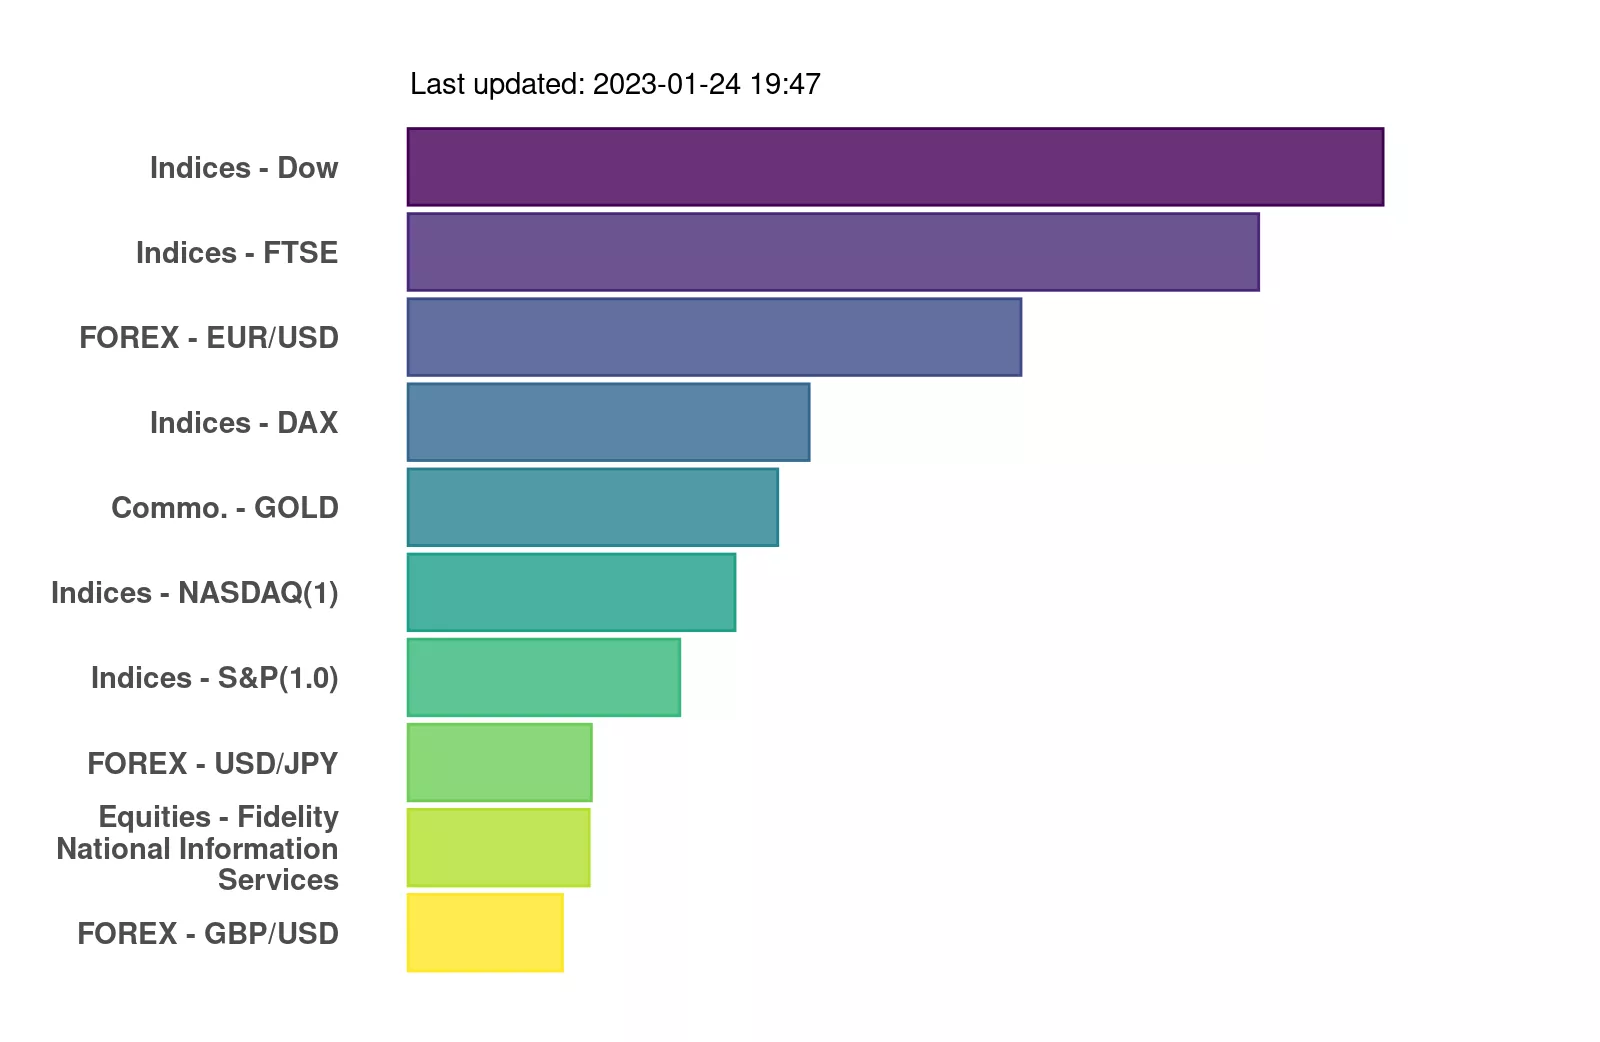 Last updated: 2023-01-24 19:47
Indices - Dow
Indices - FTSE
FOREX - EUR/USD
Indices - DAX
Commo. - GOLD
Indices - NASDAQ(1)
Indices - S&P(1.0)
FOREX - USD/JPY
Equities - Fidelity
National Information
Services
FOREX - GBP/USD